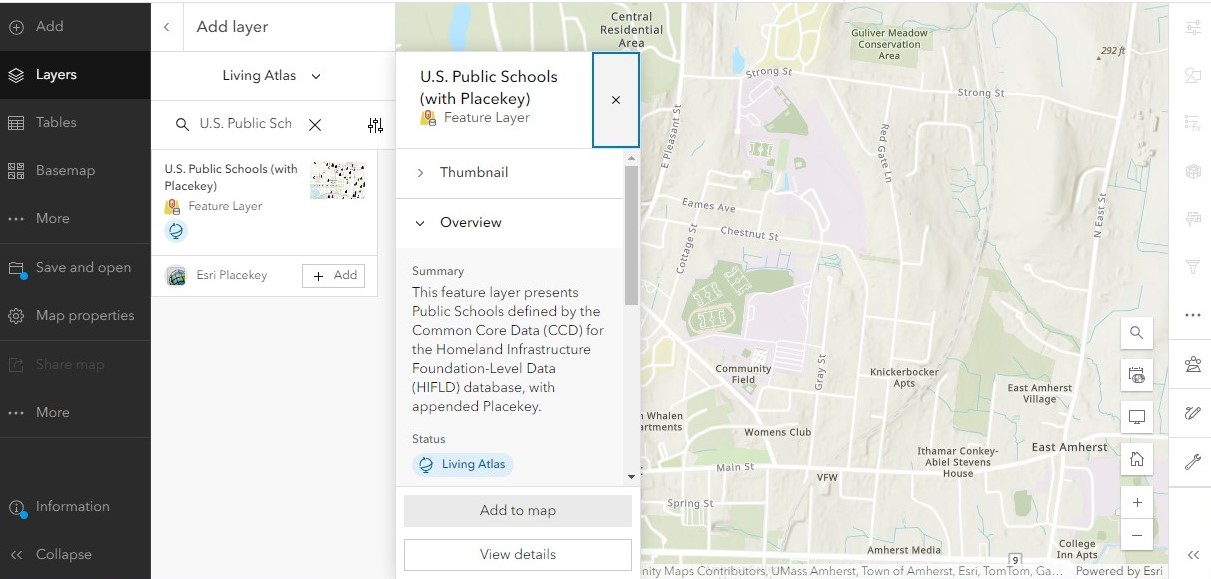 Add
Layers
Tables
Basemap
More
Save and open
Map properties
Share map
More
Information
Collapse
Add layer
Living Atlas
U.S. Public Sch
U.S. Public Schools (with
Placekey)
Feature Layer
Esri Placekey
Add
U.S. Public Schools
(with Placekey)
Feature Layer
Thumbnail
Overview
Summary
This feature layer presents
Public Schools defined by the
Common Core Data (CCD) for
the Homeland Infrastructure
Foundation-Level Data
(HIFLD) database, with
appended Placekey.
Status
Living Atlas
Add to map
View details
Central
Residential
Area
Guliver Meadow
Conservation
Area
292 ft
Strong St
Strong St
E Pleasant St
Red Gate Ln
N East St
Eames Ave
Chestnut St
Cottage St
Community
Field
Gray St
Knickerbocker
Apts
East Amherst
Village
n Whalen
artments
Womens Club
East Amherst
Ithamar Conkey-
Abiel Stevens
House
Main St
VFW
Spring St
Amherst Media
9
College
Inn Apts
nity Maps Contributors, UMass Amherst, Town of Amherst, Esri, TomTom, Ga...
Powered by Esri